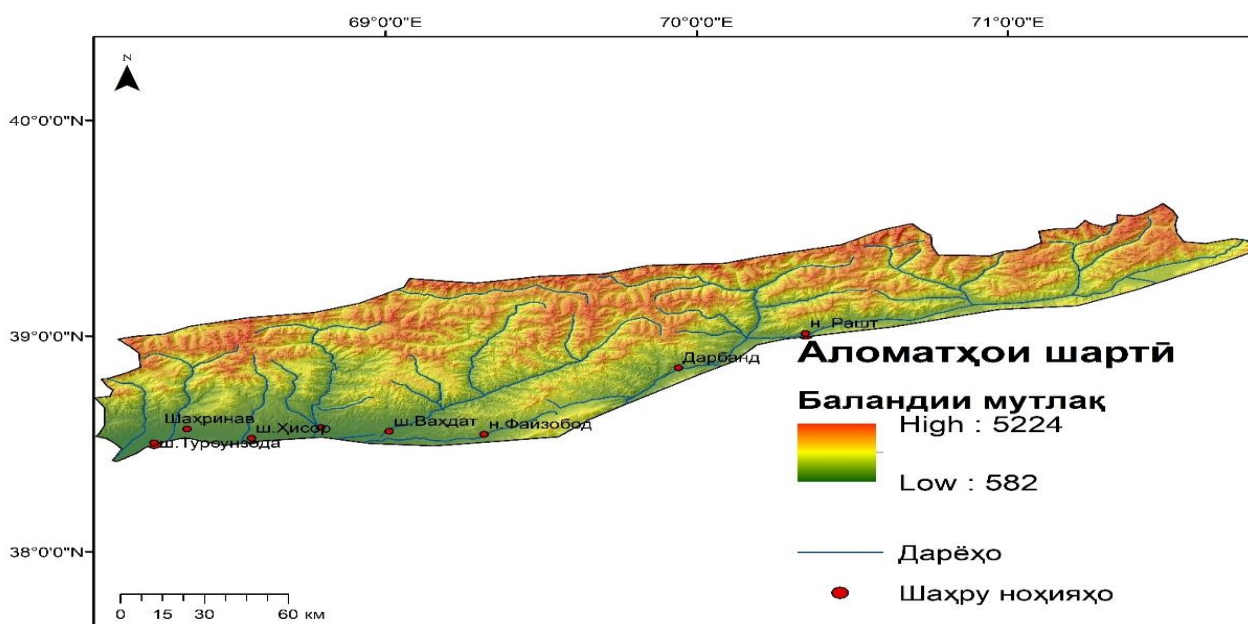 69°0'0"E 70°0'0"E 71°0'0"E
N
40°0'0"N
39°0'0"N
38°0'0"N
н. Рашт
Дарбанд
Шаҳринав
ш.Ҳисор
ш.Ваҳдат
н.Файзобод
ш.Турсунзода
Аломатҳои шартӣ
Баландии мутлақ
High : 5224
Low : 582
Дарёҳо
Шаҳру ноҳияҳо
0 15 30 60 км